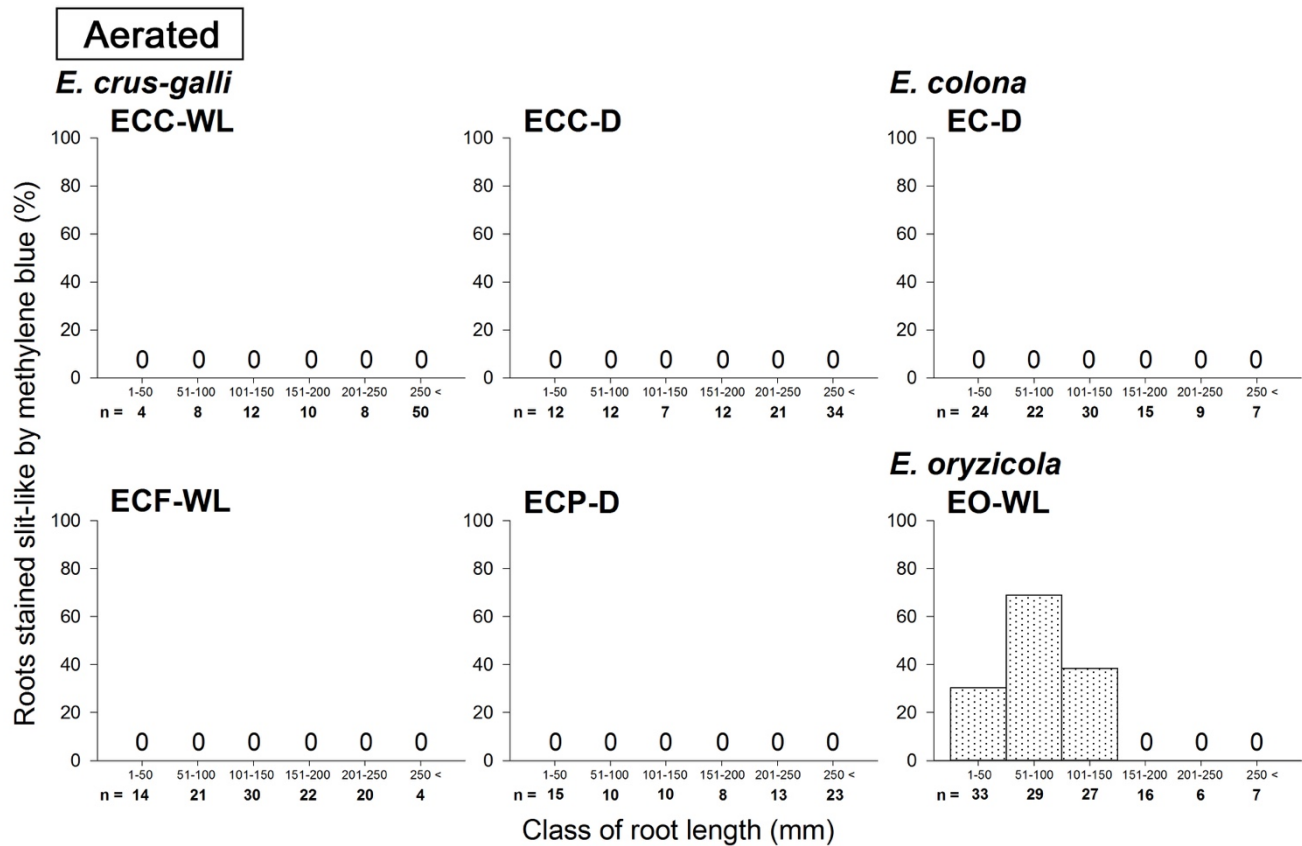 Aerated
E. crus-galli
E. colona
ECC-WL
ECC-D
EC-D
Roots stained slit-like by methylene blue (%)
100
80
60
40
20
0
0 0 0 0 0 0
1-50 51-100 101-150 151-200 201-250 250 <
n = 4 8 12 10 8 50
100
80
60
40
20
0
0 0 0 0 0 0
1-50 51-100 101-150 151-200 201-250 250 <
n = 12 12 7 12 21 34
100
80
60
40
20
0
0 0 0 0 0 0
1-50 51-100 101-150 151-200 201-250 250 <
n = 24 22 30 15 9 7
E. oryzicola
ECF-WL
ECP-D
EO-WL
100
80
60
40
20
0
0 0 0 0 0 0
1-50 51-100 101-150 151-200 201-250 250 <
n = 14 21 30 22 20 4
100
80
60
40
20
0
0 0 0 0 0 0
1-50 51-100 101-150 151-200 201-250 250 <
n = 15 10 10 8 13 23
100
80
60
40
20
0
0 0 0
1-50 51-100 101-150 151-200 201-250 250 <
n = 33 29 27 16 6 7
Class of root length (mm)